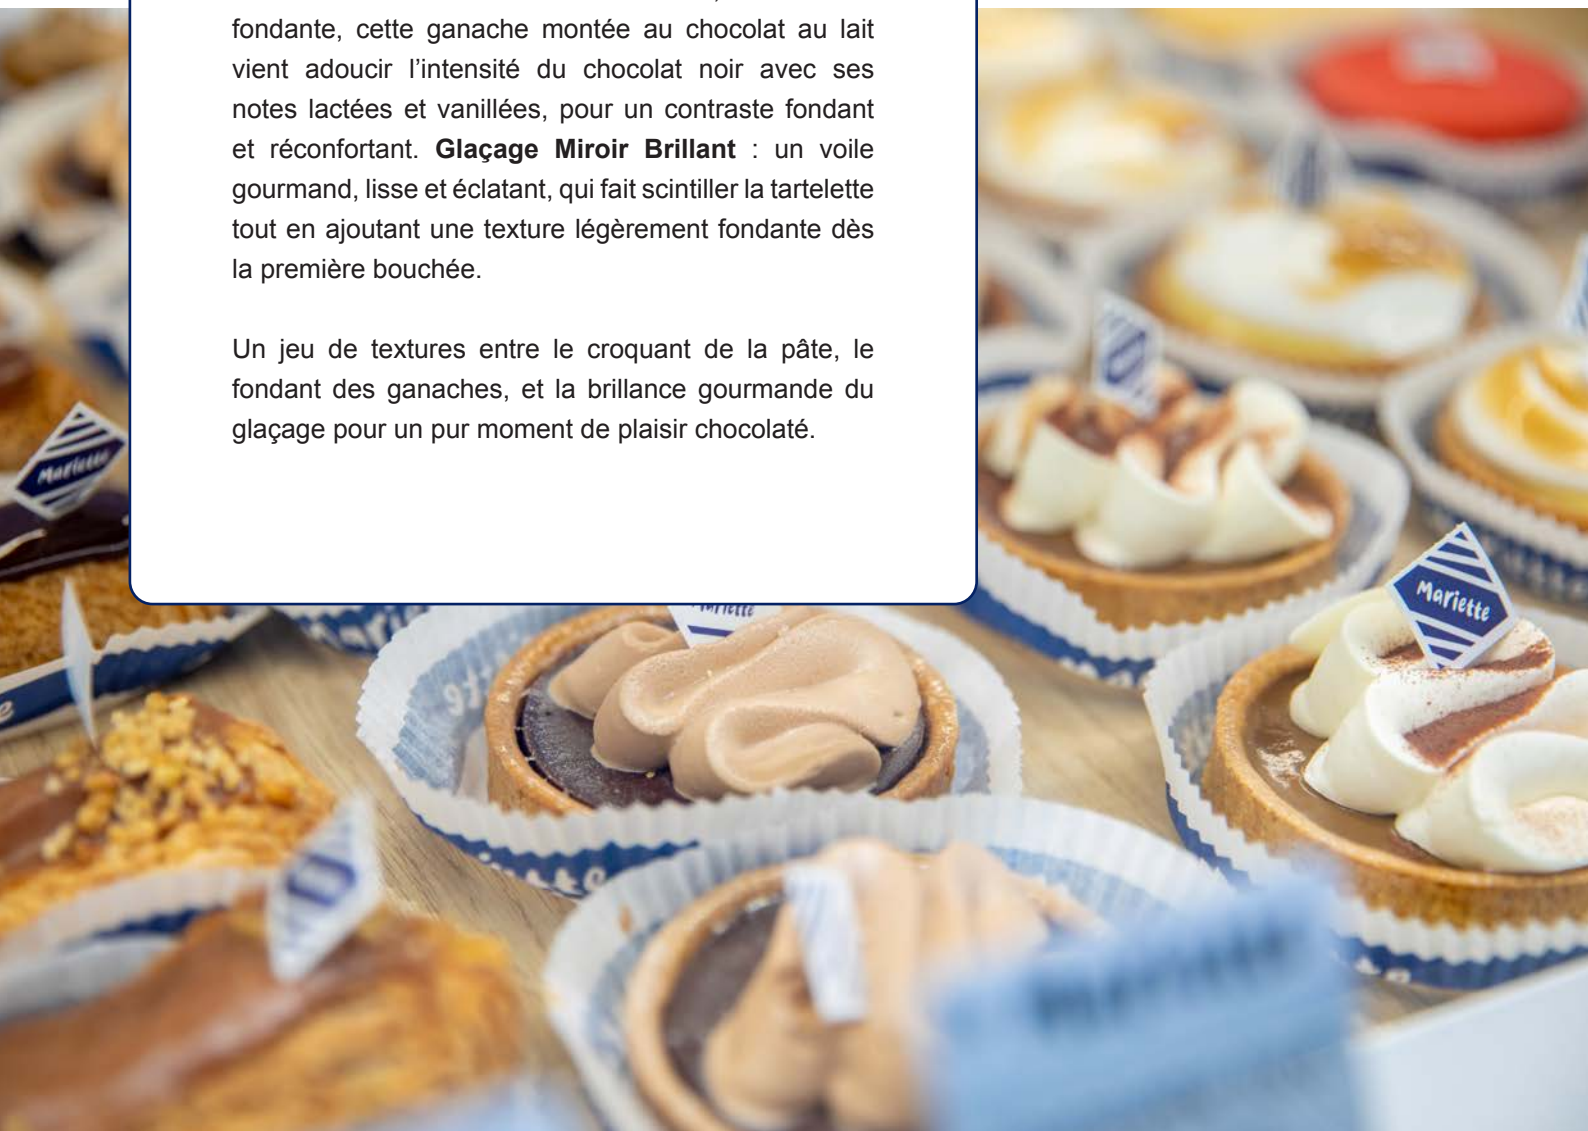 fondante, cette ganache montée au chocolat au lait
vient adoucir l’intensité du chocolat noir avec ses
notes lactées et vanillées, pour un contraste fondant
et réconfortant. Glaçage Miroir Brillant : un voile
gourmand, lisse et éclatant, qui fait scintiller la tartelette
tout en ajoutant une texture légèrement fondante dès
la première bouchée.
Un jeu de textures entre le croquant de la pâte, le
fondant des ganaches, et la brillance gourmande du
glaçage pour un pur moment de plaisir chocolaté.
Mariette
Mariette
Mariette